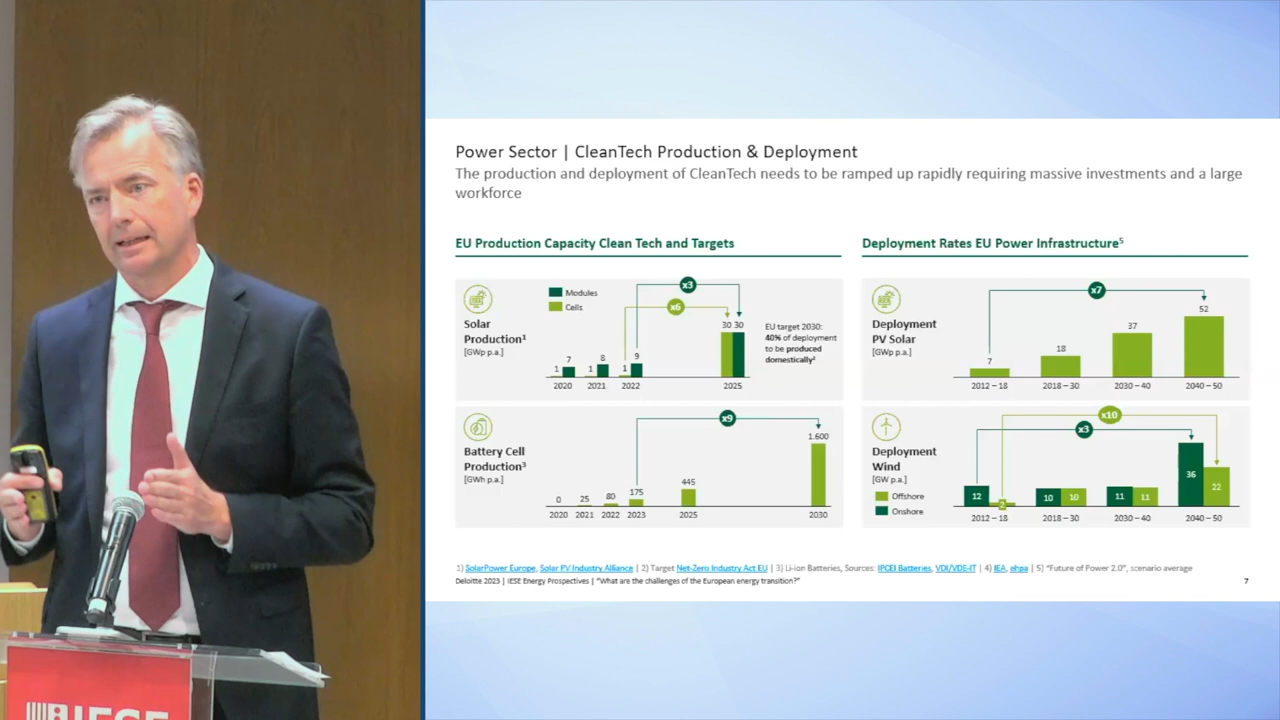 Power Sector | CleanTech Production & Deployment
The production and deployment of CleanTech needs to be ramped up rapidly requiring massive investments and a large
workforce
EU Production Capacity Clean Tech and Targets
Solar
Production1
[GWp p.a.]
Modules
Cells
x3
x6
1 7 1 8 1 9 30 30
2020 2021 2022 2025
EU target 2030:
40% of deployment
to be produced
domestically2
Battery Cell
Production3
[GWh p.a.]
x9
0 25 80 175 445 1.600
2020 2021 2022 2023 2025 2030
Deployment Rates EU Power Infrastructure5
Deployment
PV Solar
[GWp p.a.]
x7
7 18 37 52
2012 – 18 2018 – 30 2030 – 40 2040 – 50
Deployment
Wind
[GW p.a.]
Offshore
Onshore
x10
x3
12 10 10 11 11 36 22
2012 – 18 2018 – 30 2030 – 40 2040 – 50
1) SolarPower Europe, Solar PV Industry Alliance | 2) Target Net-Zero Industry Act EU | 3) Li-ion Batteries, Sources: IPCEI Batteries, VDI/VDE-IT | 4) IEA, ehpa | 5) "Future of Power 2.0", scenario average
Deloitte 2023 | IESE Energy Prospectives | "What are the challenges of the European energy transition?"
7
IESE